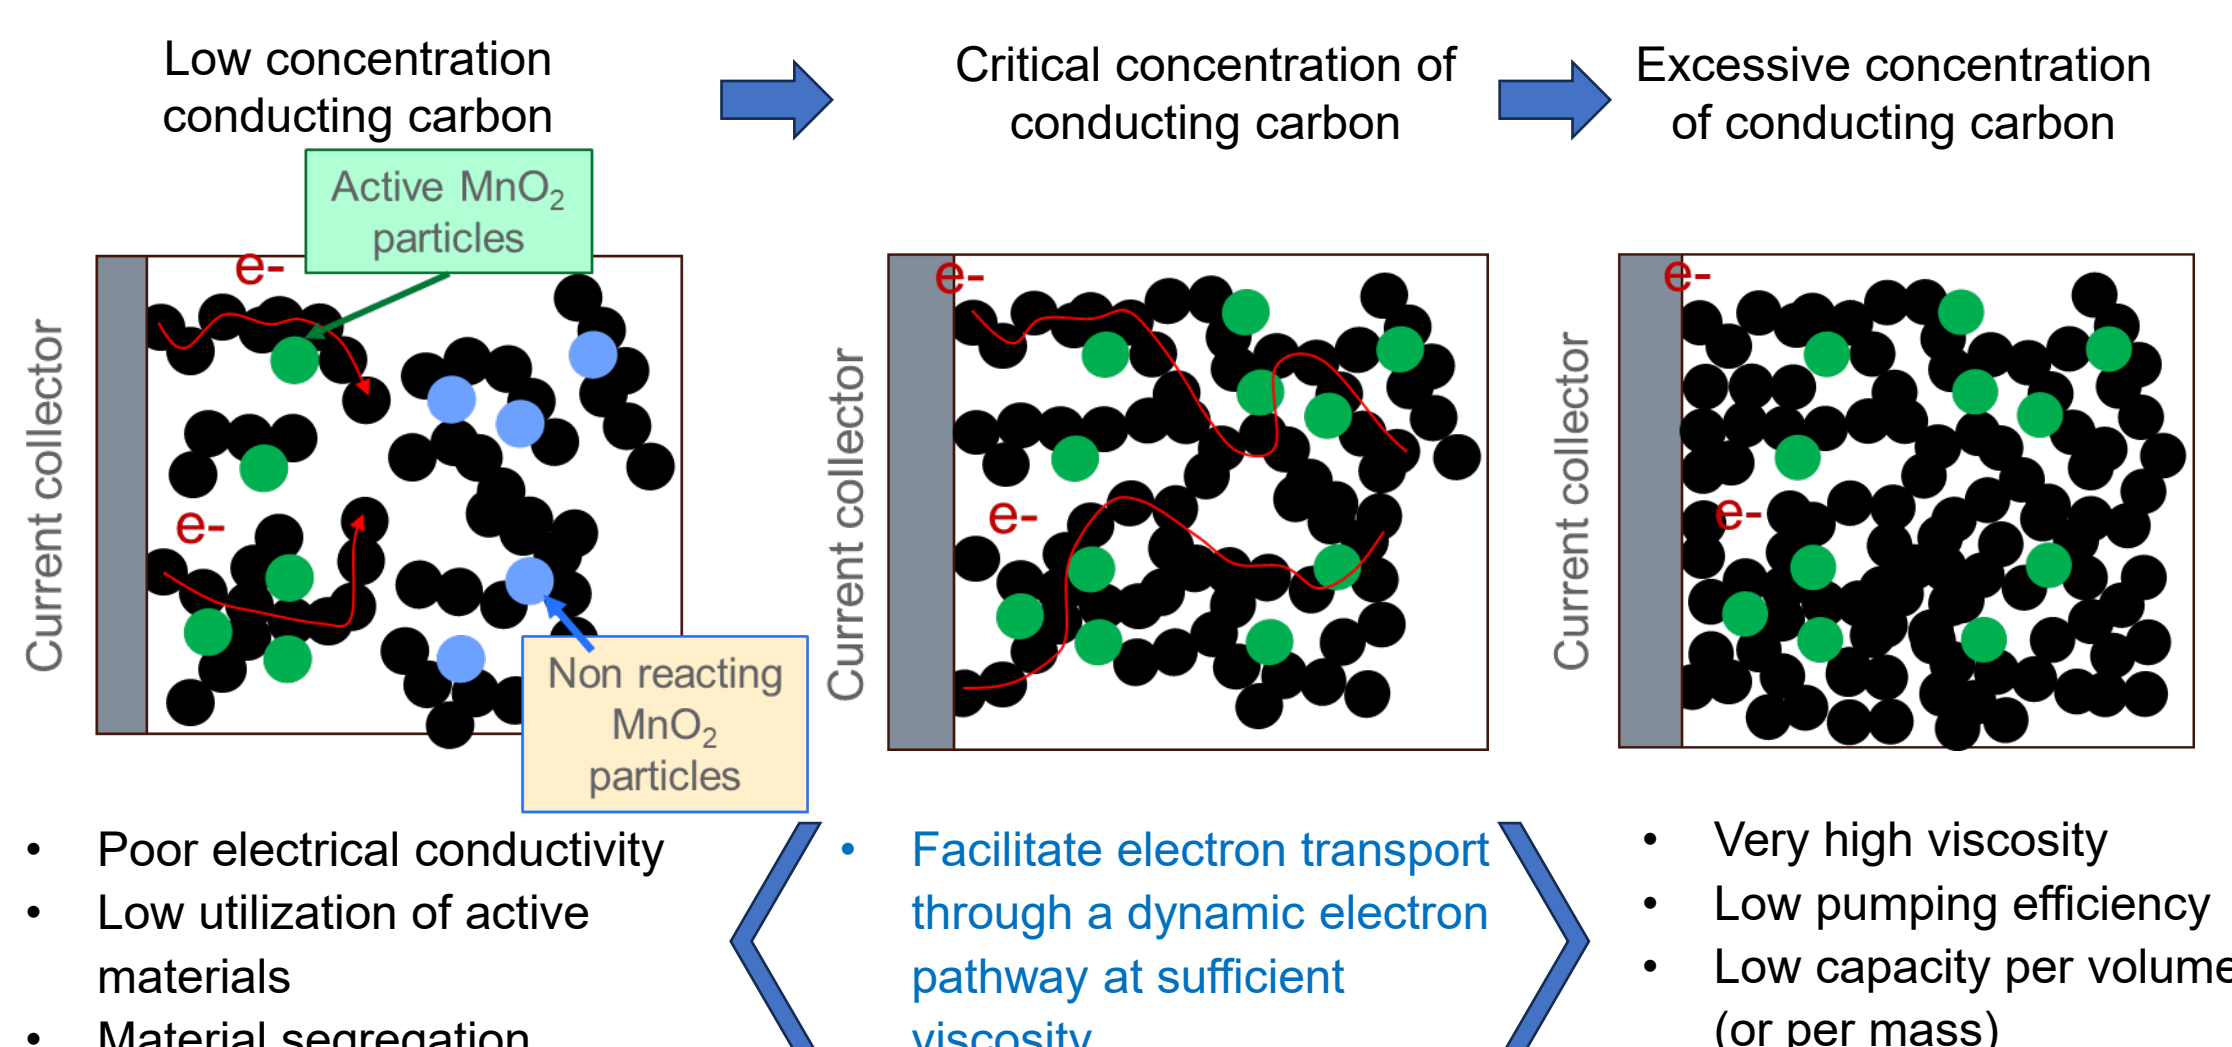 Low concentration
conducting carbon
Critical concentration of
conducting carbon
Excessive concentration
of conducting carbon
Active MnO₂
particles
e-
e-
Current collector
Non reacting
MnO₂
particles
e-
e-
Current collector
e-
e-
Current collector
• Poor electrical conductivity
• Low utilization of active
materials
• Material segregation
• Facilitate electron transport
through a dynamic electron
pathway at sufficient
viscosity
• Very high viscosity
• Low pumping efficiency
• Low capacity per volume
(or per mass)